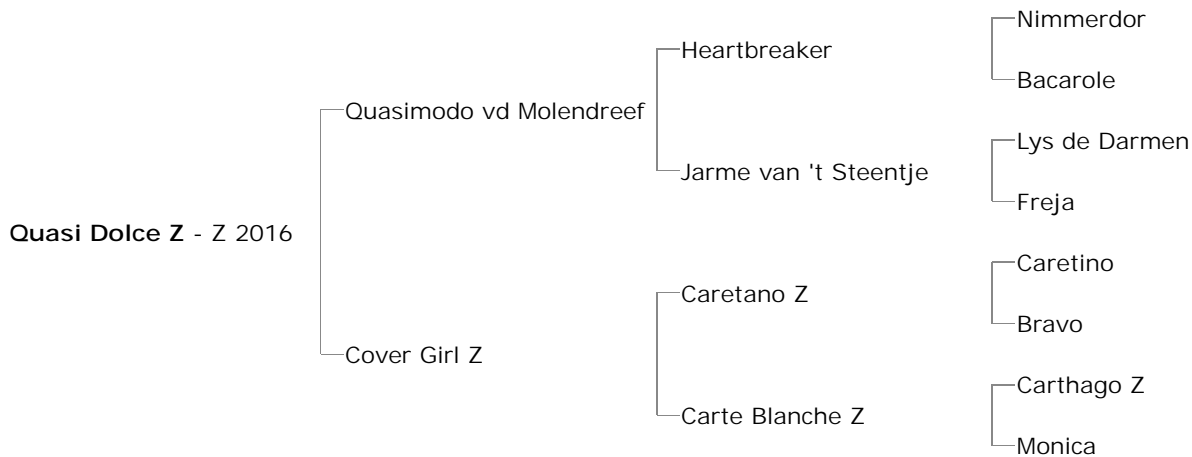 Nimmerdor
Heartbreaker
Bacarole
Quasimodo vd Molendreef
Lys de Darmen
Jarme van 't Steentje
Freja
Quasi Dolce Z - Z 2016
Caretino
Caretano Z
Bravo
Cover Girl Z
Carthago Z
Carte Blanche Z
Monica